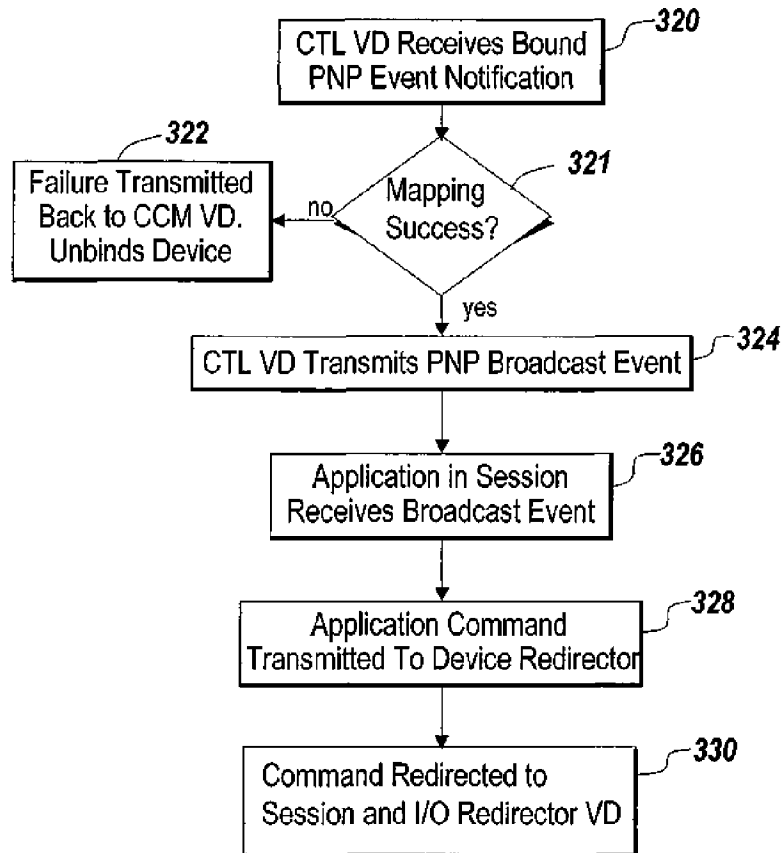 320
CTL VD Receives Bound
PNP Event Notification
322
321
Failure Transmitted
Back to CCM VD.
Unbinds Device
no
Mapping
Success?
yes
324
CTL VD Transmits PNP Broadcast Event
326
Application in Session
Receives Broadcast Event
328
Application Command
Transmitted To Device Redirector
330
Command Redirected to
Session and I/O Redirector VD